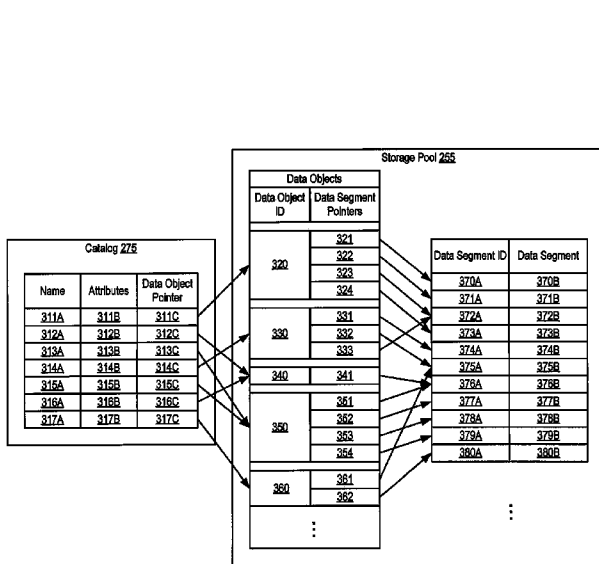 Storage Pool 255
Data Objects
Data Object ID
Data Segment Pointers
320
321
322
323
324
330
331
332
333
340
341
350
351
352
353
354
360
361
362
Catalog 275
Name
Attributes
Data Object Pointer
311A 311B 311C
312A 312B 312C
313A 313B 313C
314A 314B 314C
315A 315B 315C
316A 316B 316C
317A 317B 317C
Data Segment ID
Data Segment
370A 370B
371A 371B
372A 372B
373A 373B
374A 374B
375A 375B
376A 376B
377A 377B
378A 378B
379A 379B
380A 380B